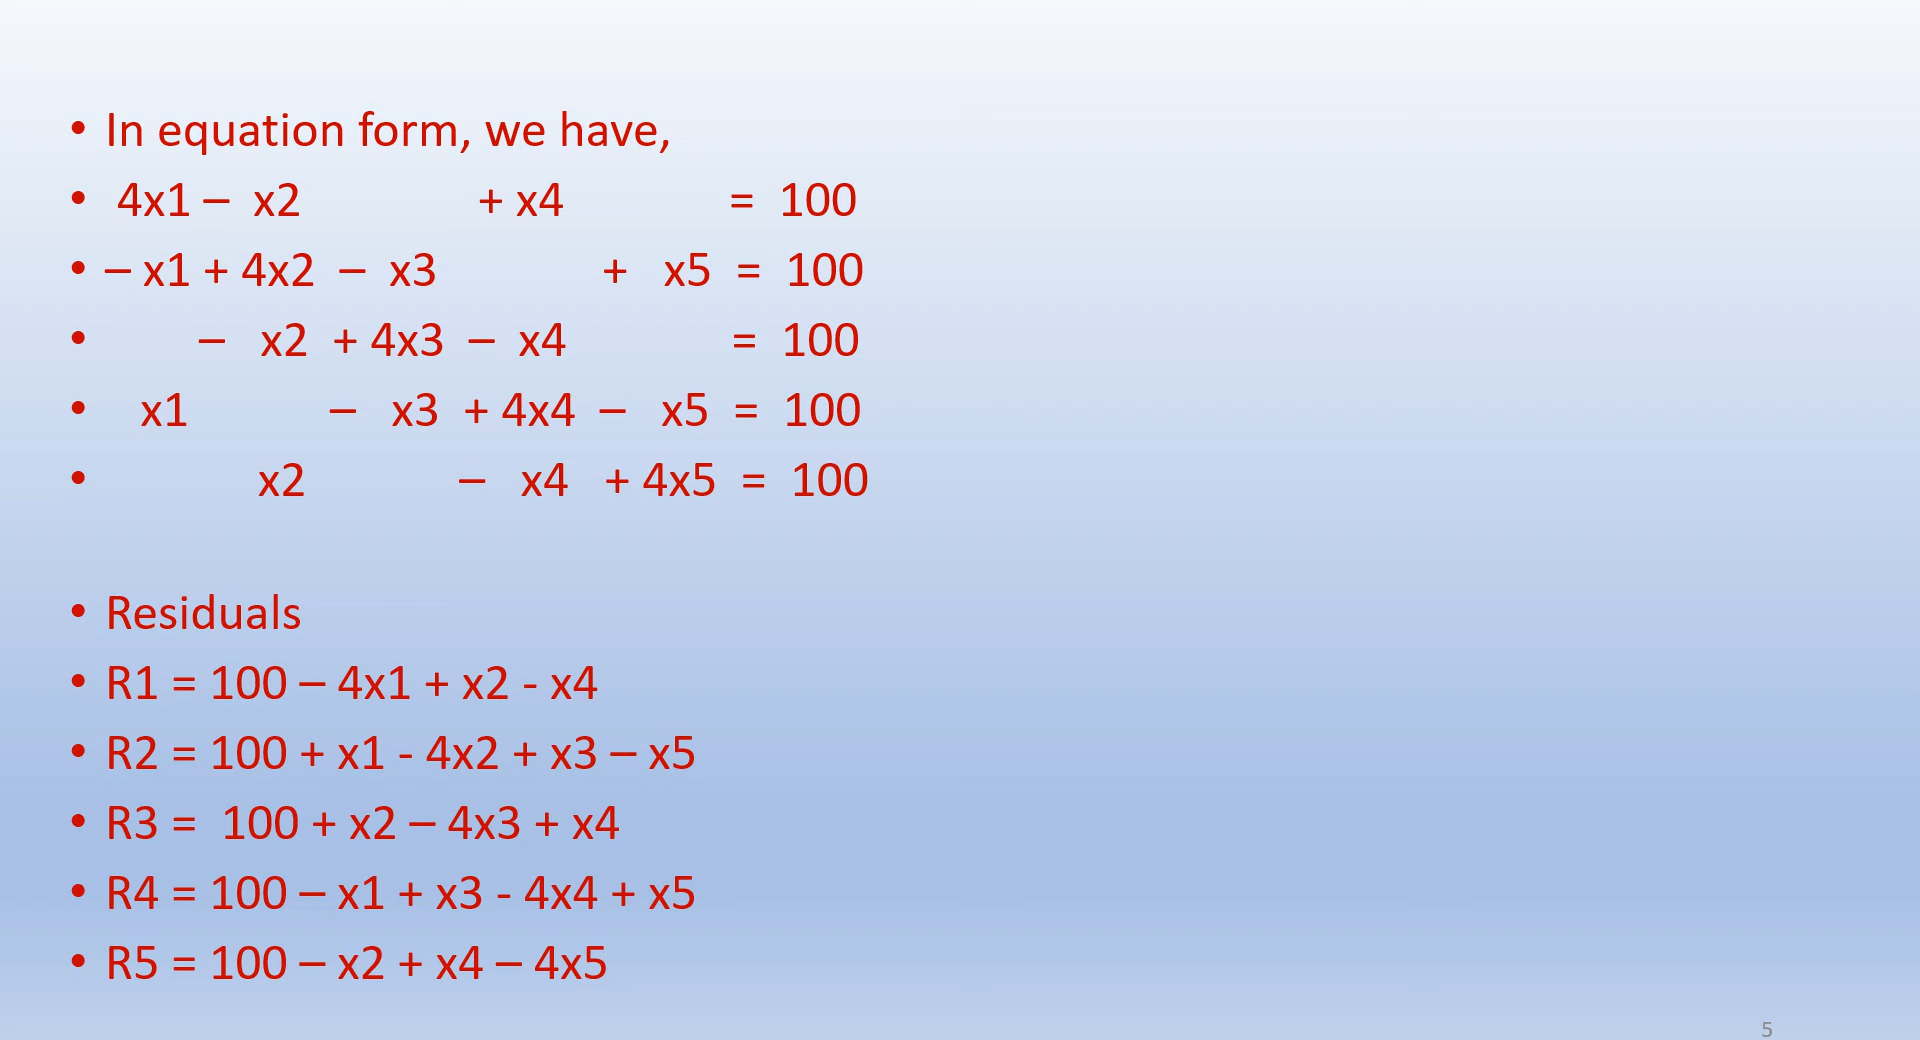 • In equation form, we have,
• 4x1 – x2 + x4 = 100
• – x1 + 4x2 – x3 + x5 = 100
• – x2 + 4x3 – x4 = 100
• x1 – x3 + 4x4 – x5 = 100
• x2 – x4 + 4x5 = 100
• Residuals
• R1 = 100 – 4x1 + x2 - x4
• R2 = 100 + x1 - 4x2 + x3 – x5
• R3 = 100 + x2 – 4x3 + x4
• R4 = 100 – x1 + x3 - 4x4 + x5
• R5 = 100 – x2 + x4 – 4x5
5